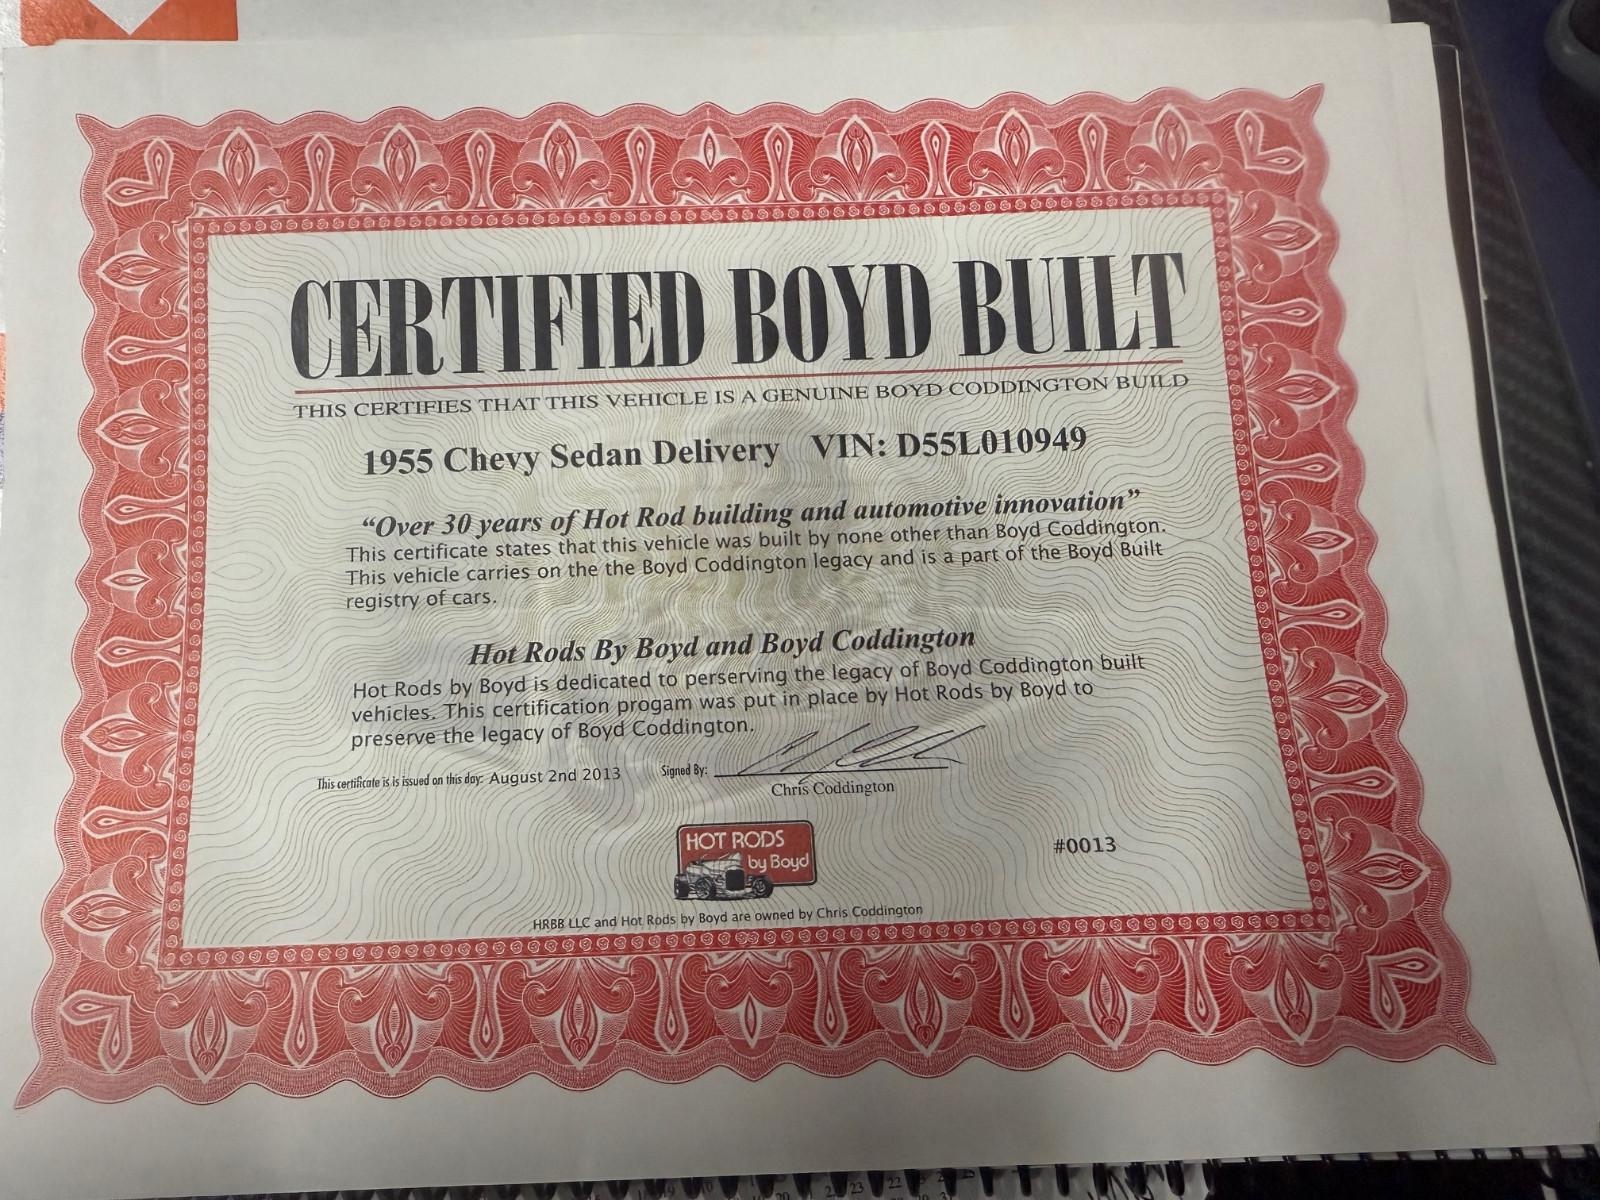 CERTIFIED BOYD BUILT
THIS CERTIFIES THAT THIS VEHICLE IS A GENUINE BOYD CODDINGTON BUILD
1955 Chevy Sedan Delivery VIN: D55L010949
“Over 30 years of Hot Rod building and automotive innovation”
This certificate states that this vehicle was built by none other than Boyd Coddington.
This vehicle carries on the the Boyd Coddington legacy and is a part of the Boyd Built
registry of cars.
Hot Rods By Boyd and Boyd Coddington
Hot Rods by Boyd is dedicated to perserving the legacy of Boyd Coddington built
vehicles. This certification progam was put in place by Hot Rods by Boyd to
preserve the legacy of Boyd Coddington.
This certificate is is issued on this day: August 2nd 2013 Signed By:
Chris Coddington
HOT RODS
by Boyd
#0013
HRBB LLC and Hot Rods by Boyd are owned by Chris Coddington